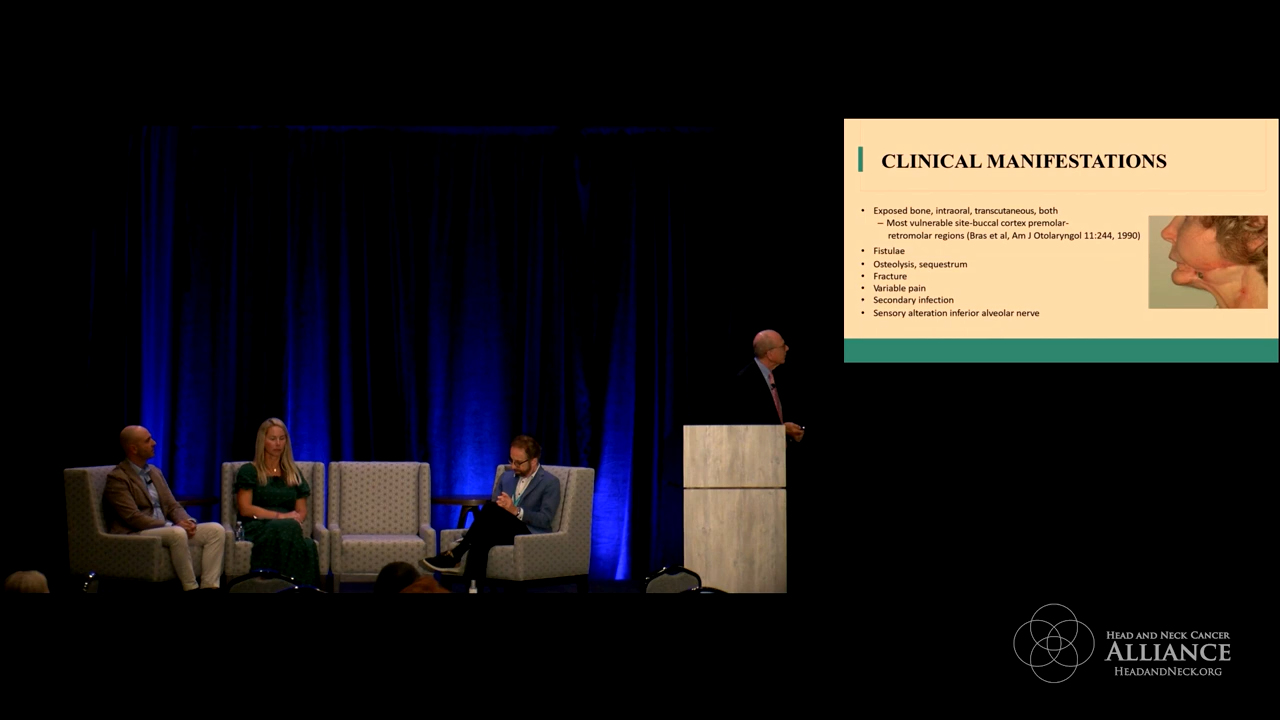 CLINICAL MANIFESTATIONS
• Exposed bone, intraoral, transcutaneous, both
– Most vulnerable site-buccal cortex premolar-
retromolar regions (Bras et al, Am J Otolaryngol 11:244, 1990)
• Fistulae
• Osteolysis, sequestrum
• Fracture
• Variable pain
• Secondary infection
• Sensory alteration inferior alveolar nerve
HEAD AND NECK CANCER
ALLIANCE
HEADANDNECK.ORG